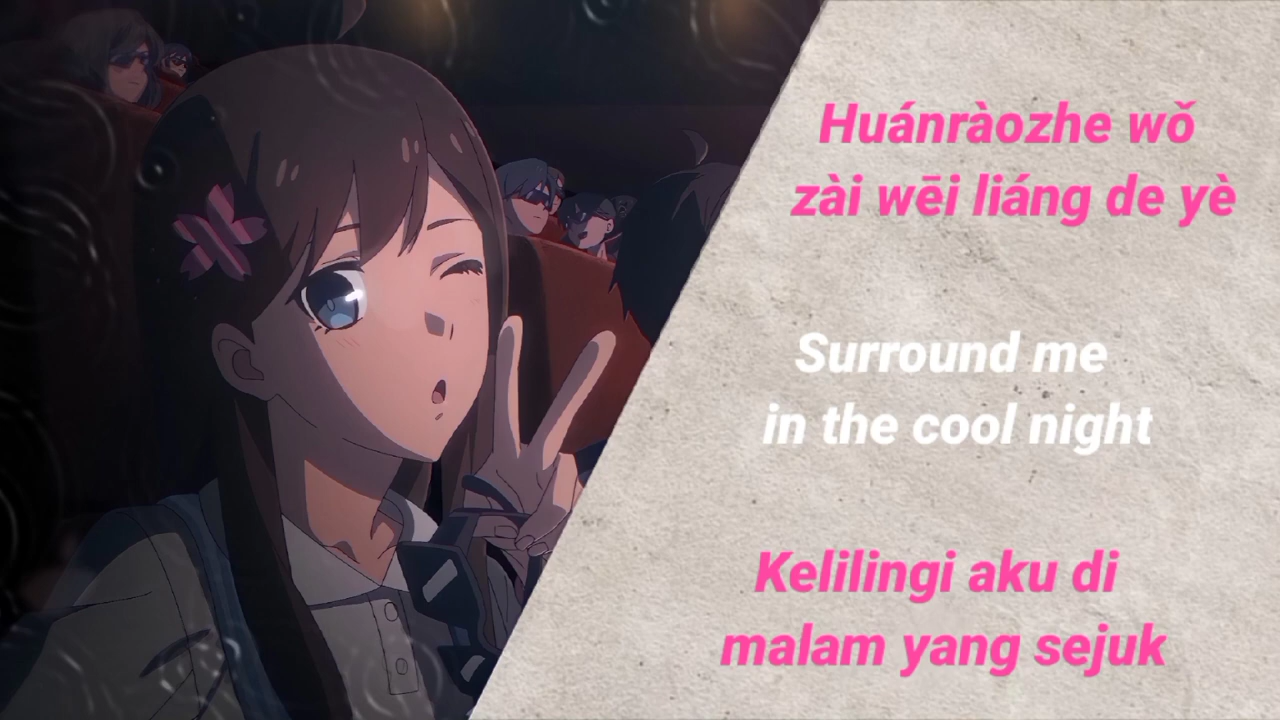 Huánràozhe wǒ
zài wēi liáng de yè
Surround me
in the cool night
Kelilingi aku di
malam yang sejuk